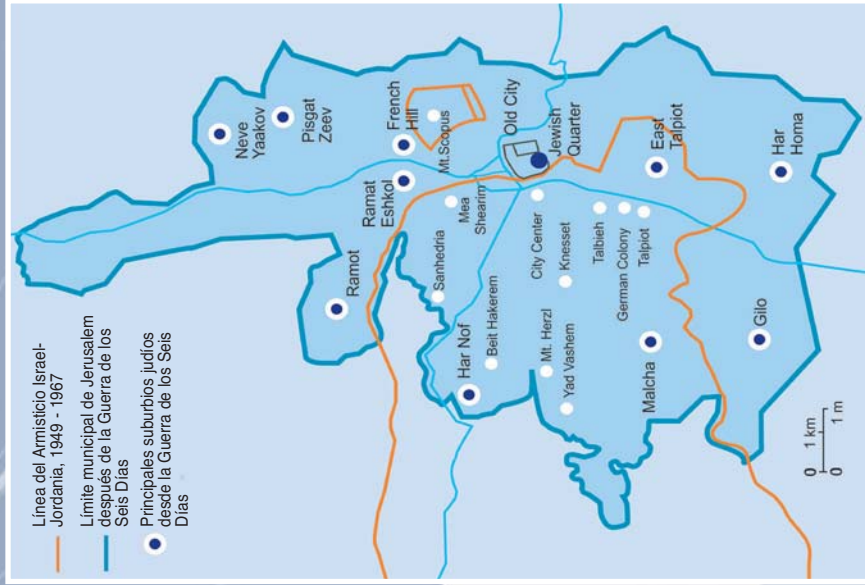 Línea del Armisticio Israel-
Jordania, 1949 - 1967
Límite municipal de Jerusalem
después de la Guerra de los
Seis Días
Principales suburbios judíos
desde la Guerra de los Seis
Días
Neve
Yaakov
Pisgat
Zeev
French
Hill
Mt.Scopus
Ramat
Eshkol
Ramot
Mea
Shearim
Sanhedria
Old City
Jewish
Quarter
City Center
Har Nof
Beit Hakerem
Knesset
Mt. Herzl
Yad Vashem
Talbieh
German Colony
Talpiot
East
Talpiot
Malcha
Har
Homa
Gilo
0 1 km
0 1 m